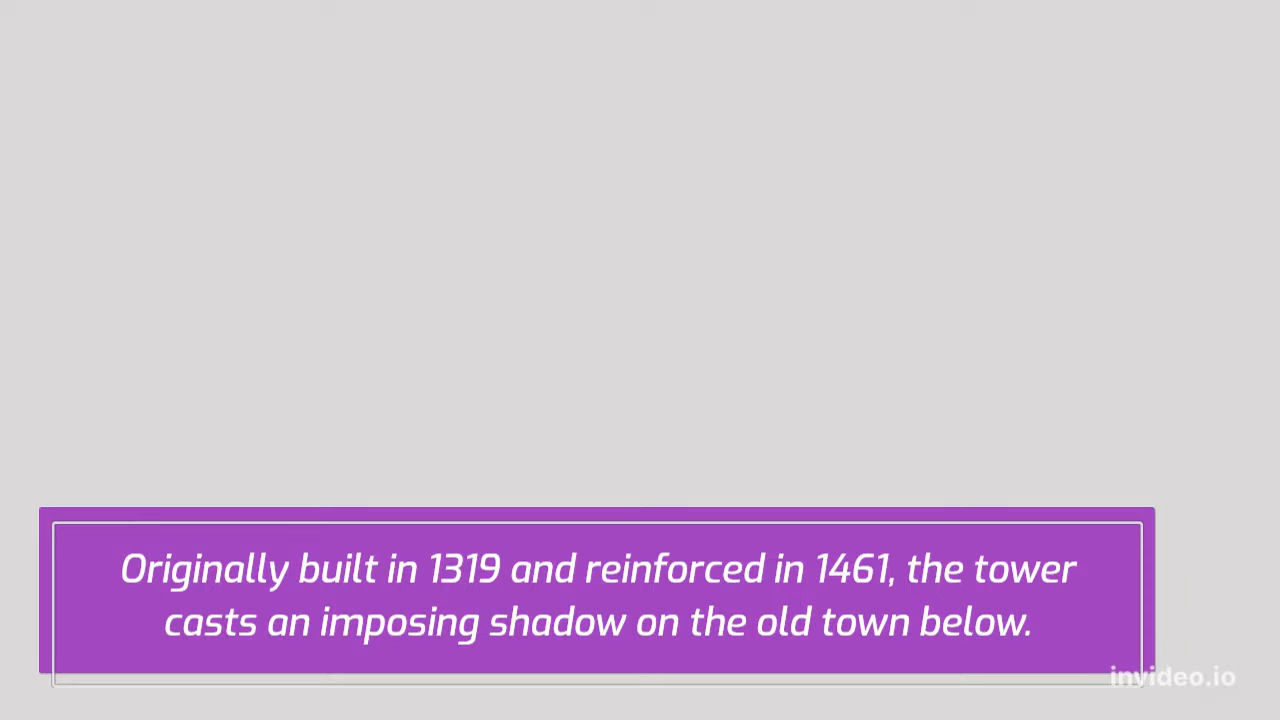 Originally built in 1319 and reinforced in 1461, the tower
casts an imposing shadow on the old town below.
invideo.io